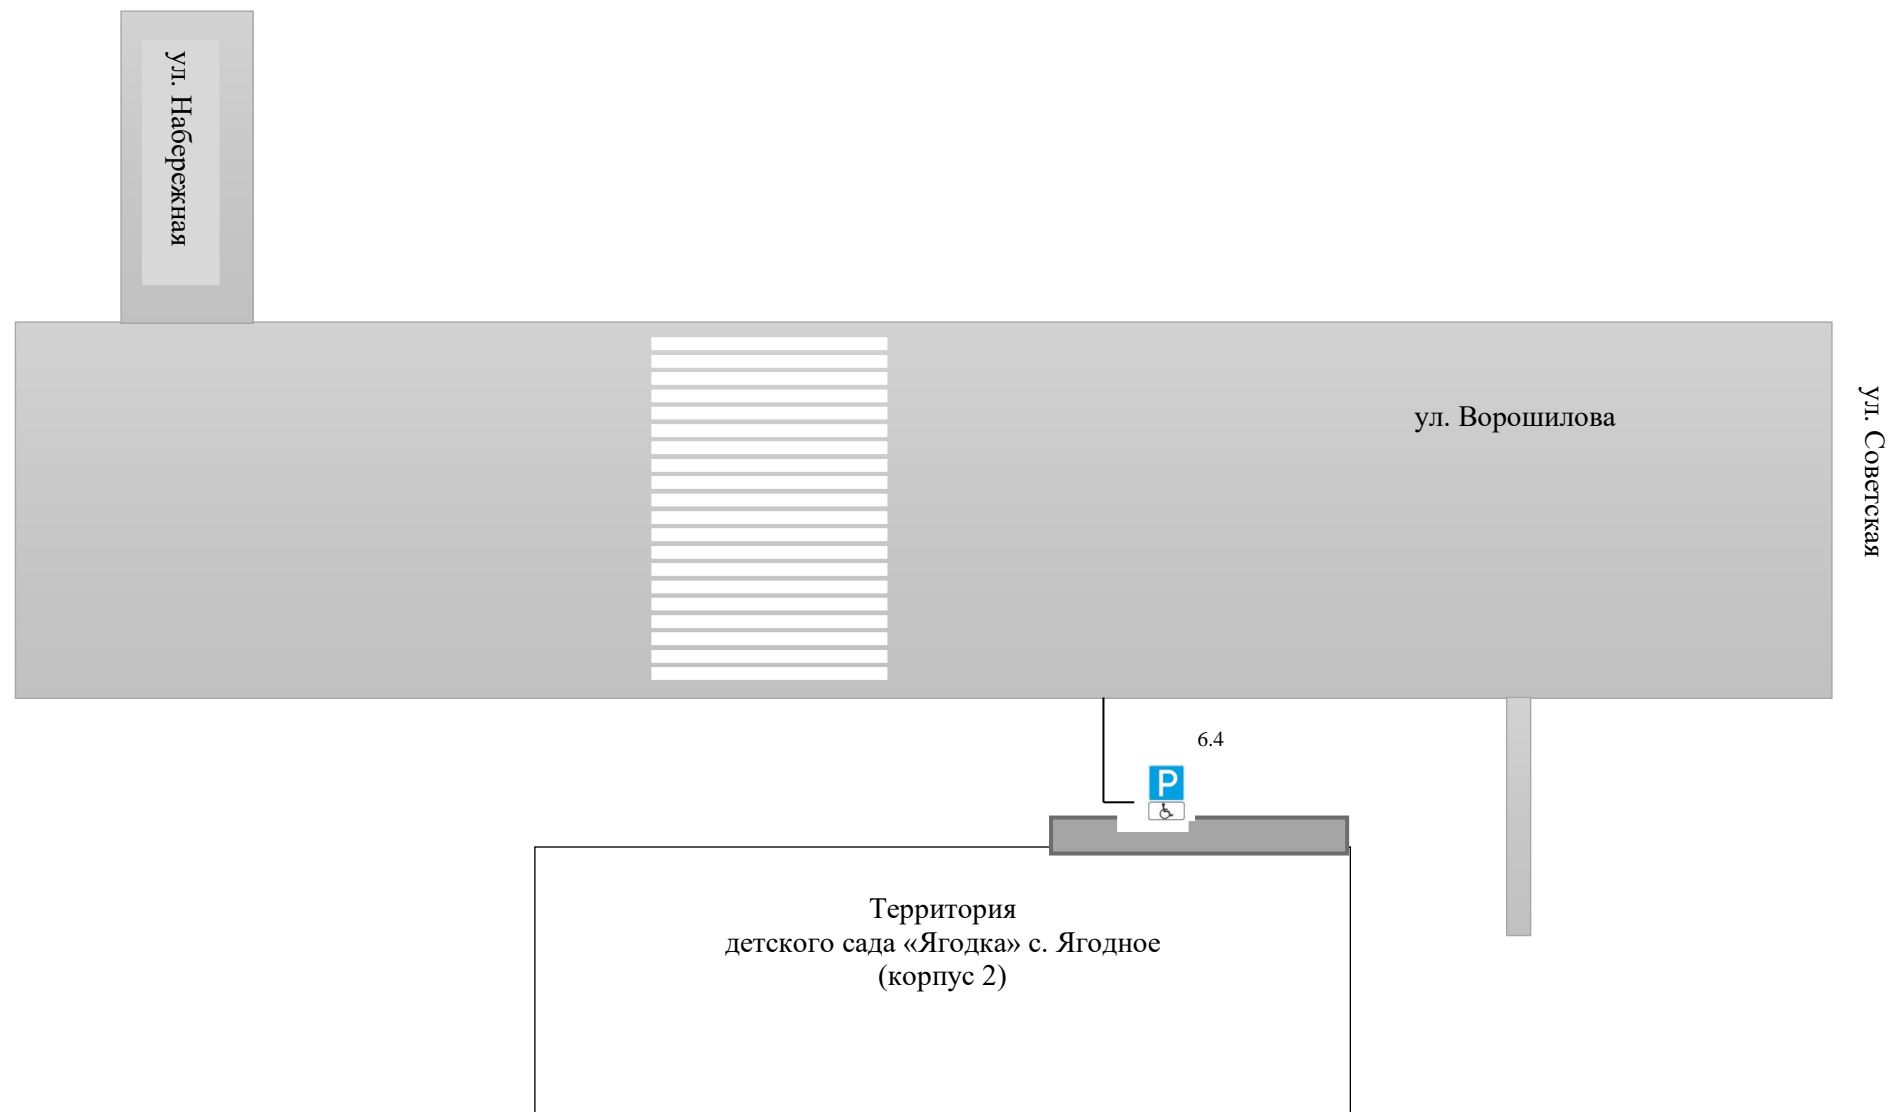 ул. Набережная
ул. Ворошилова
ул. Советская
6.4
P
Территория
детского сада «Ягодка» с. Ягодное
(корпус 2)